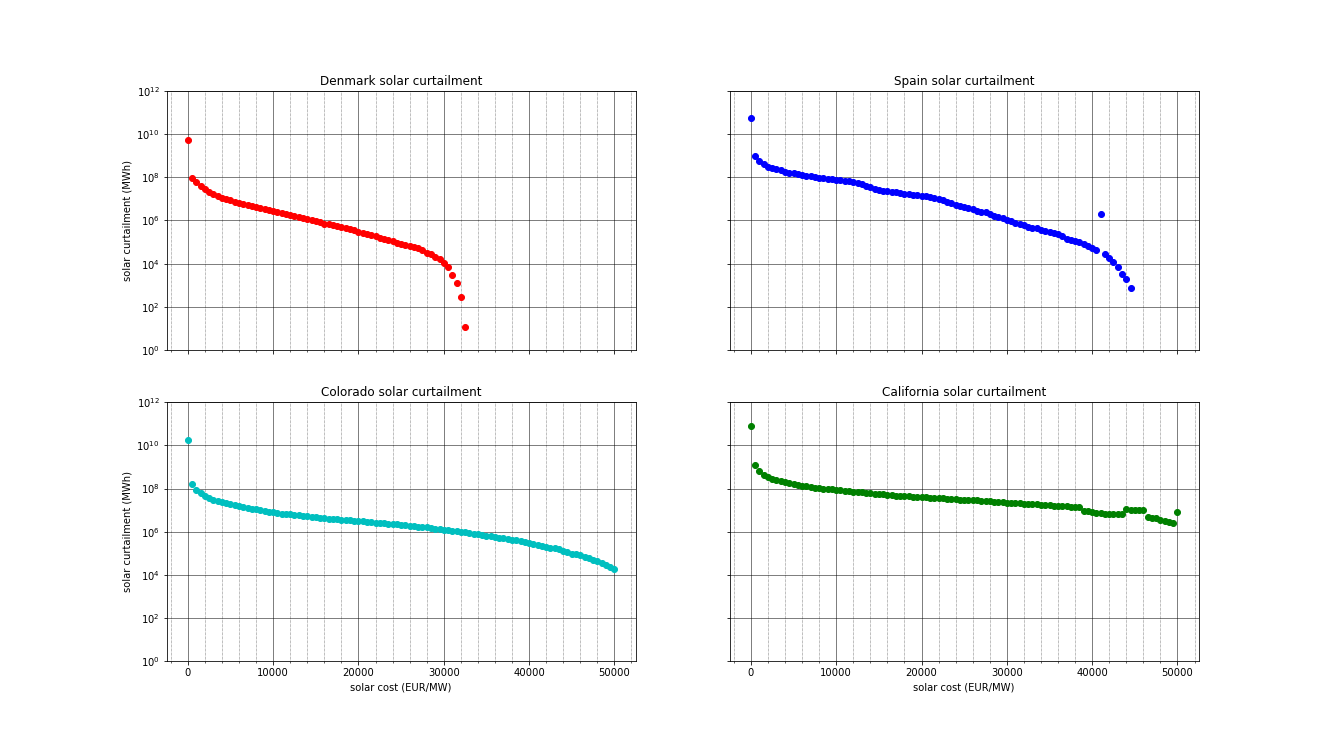 Denmark solar curtailment
Spain solar curtailment
10¹²
10¹⁰
10⁸
10⁶
10⁴
10²
10⁰
solar curtailment (MWh)
Colorado solar curtailment
California solar curtailment
10¹²
10¹⁰
10⁸
10⁶
10⁴
10²
10⁰
solar curtailment (MWh)
0 10000 20000 30000 40000 50000
solar cost (EUR/MW)
0 10000 20000 30000 40000 50000
solar cost (EUR/MW)